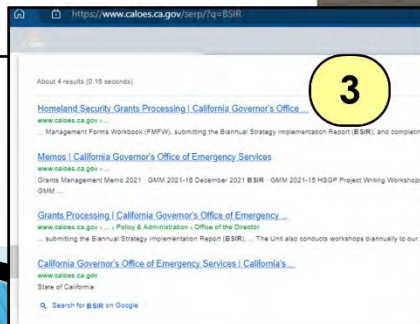 https://www.caloes.ca.gov/serp/?q=BSIR
About 4 results (0.16 seconds)
3
Homeland Security Grants Processing | California Governor's Office ...
www.caloes.ca.gov › ...
... Management Forms Workbook (FMFW), submitting the Biannual Strategy Implementation Report (BSIR), and completin
Memos | California Governor's Office of Emergency Services
www.caloes.ca.gov
Grants Management Memo 2021 · GMM 2021-16 December 2021 BSIR · GMM 2021-15 HSGP Project Writing Workshop
GMM ...
Grants Processing | California Governor's Office of Emergency ...
www.caloes.ca.gov › ... › Policy & Administration › Office of the Director
... submitting the Biannual Strategy Implementation Report (BSIR), ... The Unit also conducts workshops biannually to our
California Governor's Office of Emergency Services | California's ...
www.caloes.ca.gov
State of California
Search for BSIR on Google